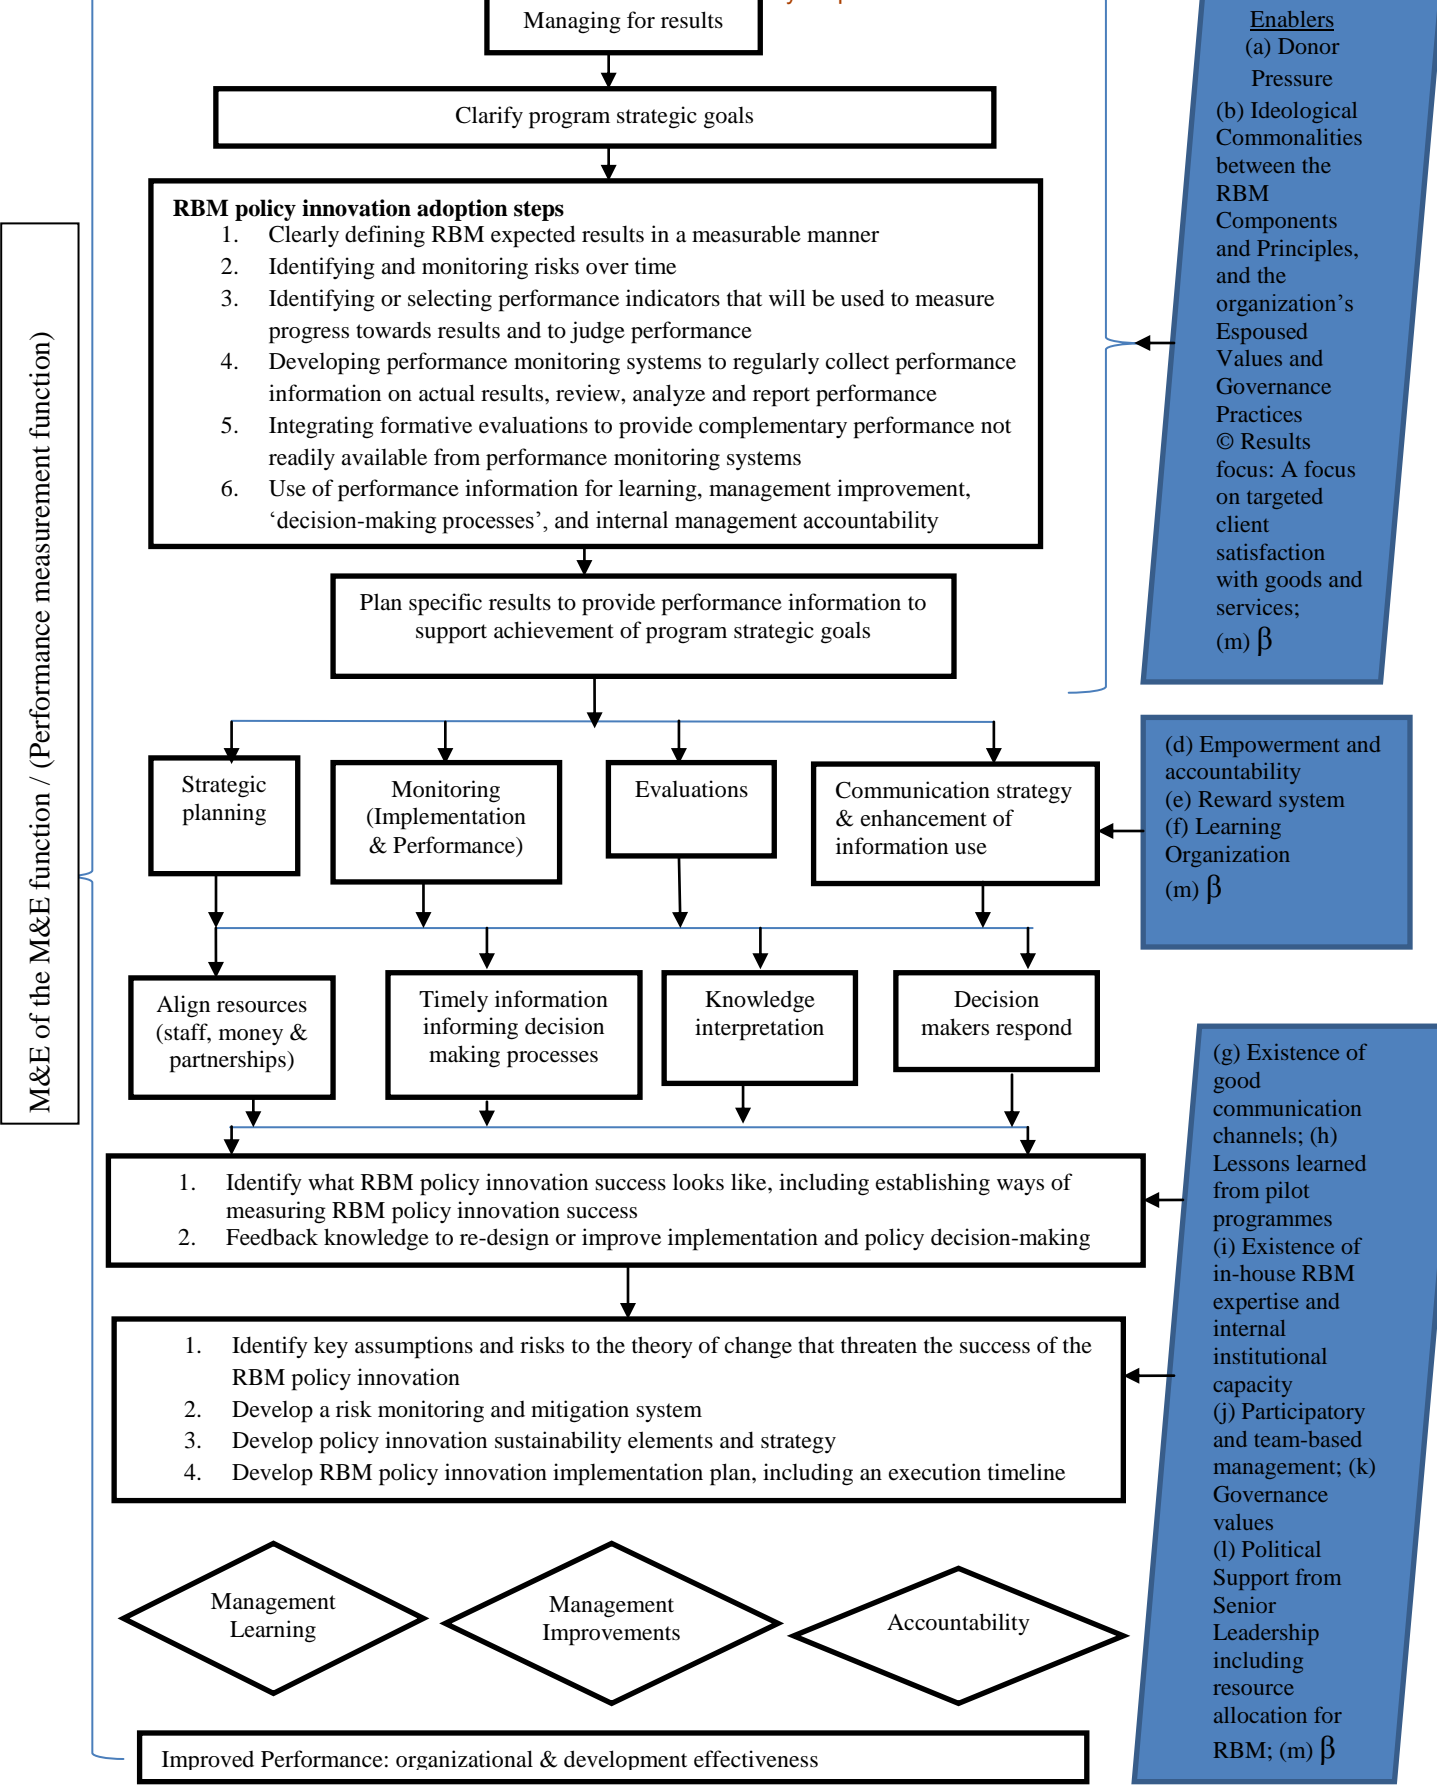 Managing for results
Clarify program strategic goals
RBM policy innovation adoption steps
1. Clearly defining RBM expected results in a measurable manner
2. Identifying and monitoring risks over time
3. Identifying or selecting performance indicators that will be used to measure
progress towards results and to judge performance
4. Developing performance monitoring systems to regularly collect performance
information on actual results, review, analyze and report performance
5. Integrating formative evaluations to provide complementary performance not
readily available from performance monitoring systems
6. Use of performance information for learning, management improvement,
‘decision-making processes’, and internal management accountability
Plan specific results to provide performance information to
support achievement of program strategic goals
Strategic
planning
Monitoring
(Implementation
& Performance)
Evaluations
Communication strategy
& enhancement of
information use
Align resources
(staff, money &
partnerships)
Timely information
informing decision
making processes
Knowledge
interpretation
Decision
makers respond
1. Identify what RBM policy innovation success looks like, including establishing ways of
measuring RBM policy innovation success
2. Feedback knowledge to re-design or improve implementation and policy decision-making
1. Identify key assumptions and risks to the theory of change that threaten the success of the
RBM policy innovation
2. Develop a risk monitoring and mitigation system
3. Develop policy innovation sustainability elements and strategy
4. Develop RBM policy innovation implementation plan, including an execution timeline
Management
Learning
Management
Improvements
Accountability
Improved Performance: organizational & development effectiveness
M&E of the M&E function / (Performance measurement function)
Enablers
(a) Donor
Pressure
(b) Ideological
Commonalities
between the
RBM
Components
and Principles,
and the
organization’s
Espoused
Values and
Governance
Practices
© Results
focus: A focus
on targeted
client
satisfaction
with goods and
services;
(m) β
(d) Empowerment and
accountability
(e) Reward system
(f) Learning
Organization
(m) β
(g) Existence of
good
communication
channels; (h)
Lessons learned
from pilot
programmes
(i) Existence of
in-house RBM
expertise and
internal
institutional
capacity
(j) Participatory
and team-based
management; (k)
Governance
values
(l) Political
Support from
Senior
Leadership
including
resource
allocation for
RBM; (m) β